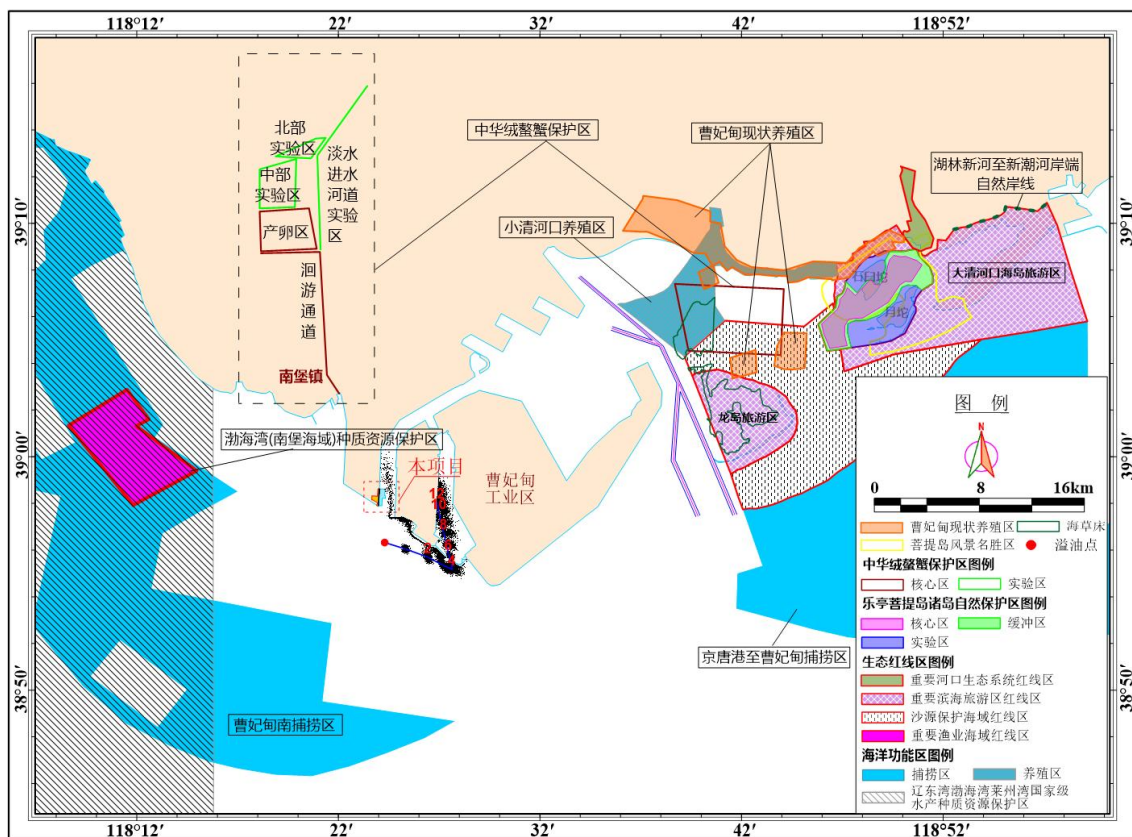 118°12'
22'
32'
42'
118°52'
北部
实验区
淡水
进水
河道
实验
区
中部
实验区
产卵区
洄游通道
南堡镇
中华绒螯蟹保护区
曹妃甸现状养殖区
小清河口养殖区
湖林新河至新潮河岸端
自然岸线
石臼坨
月坨
大清河口海岛旅游区
龙岛旅游区
渤海湾(南堡海域)种质资源保护区
本项目
曹妃甸
工业区
京唐港至曹妃甸捕捞区
曹妃甸南捕捞区
39°10'
39°00'
38°50'
39°10'
39°00'
38°50'
图 例
N
0 8 16km
曹妃甸现状养殖区 海草床
菩提岛风景名胜区 溢油点
中华绒螯蟹保护区图例
核心区 实验区
乐亭菩提岛诸岛自然保护区图例
核心区 缓冲区
实验区
生态红线区图例
重要河口生态系统红线区
重要滨海旅游区红线区
沙源保护海域红线区
重要渔业海域红线区
海洋功能区图例
捕捞区 养殖区
辽东湾渤海湾莱州湾国家级
水产种质资源保护区
118°12'
22'
32'
42'
118°52'